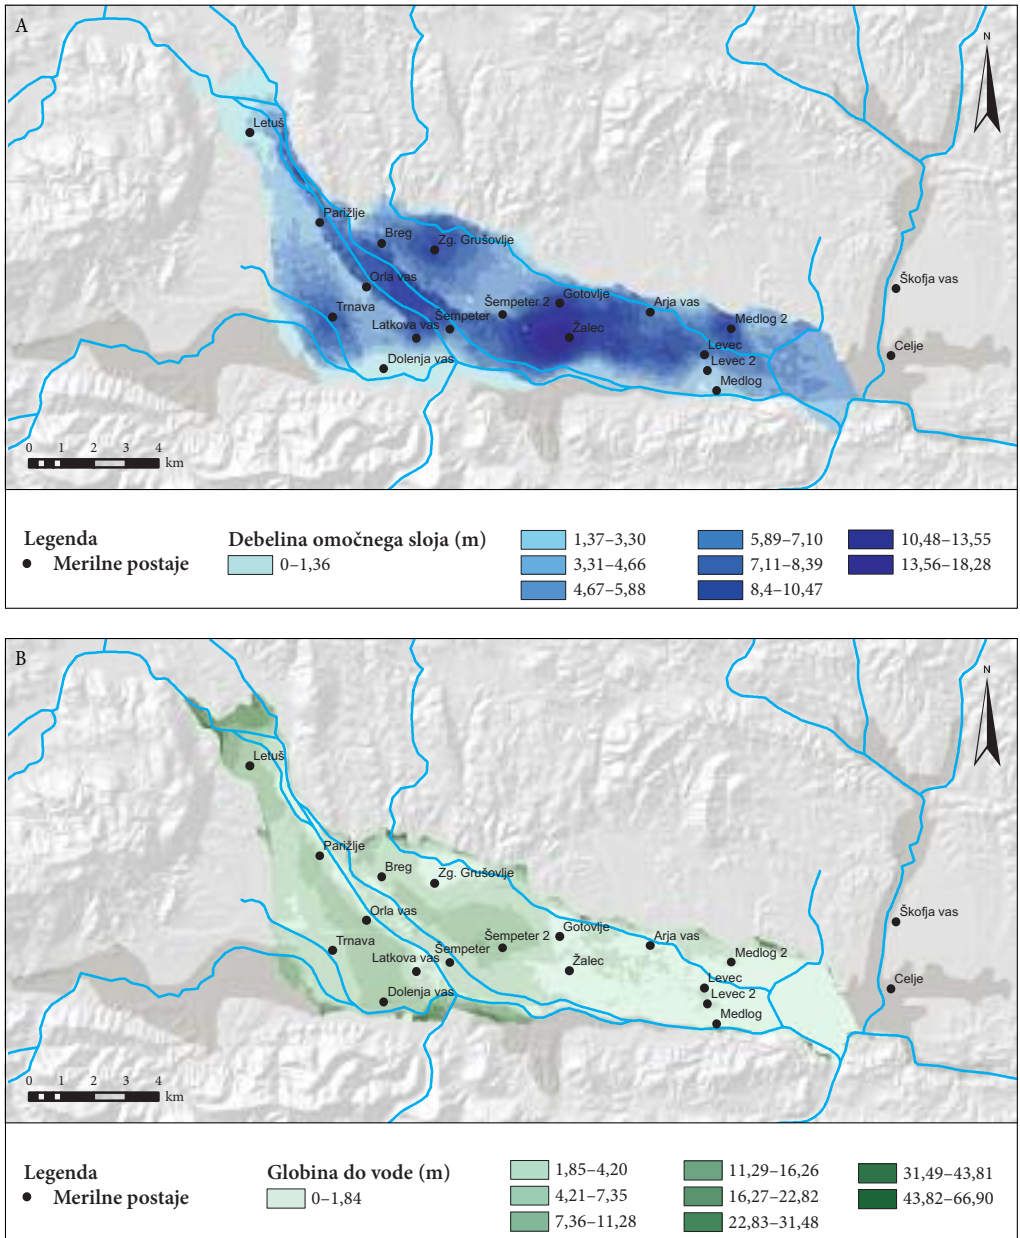 A
N
Letuš
Parižlje
Breg
Zg. Grušovlje
Orla vas
Škofja vas
Trnava
Šempeter 2
Gotovlje
Arja vas
Latkova vas
Šempeter
Žalec
Medlog 2
Levec
Celje
Dolenja vas
Levec 2
Medlog
0 1 2 3 4
km
Legenda
Merilne postaje
Debelina omočnega sloja (m)
0–1,36
1,37–3,30
3,31–4,66
4,67–5,88
5,89–7,10
7,11–8,39
8,4–10,47
10,48–13,55
13,56–18,28
B
N
Letuš
Parižlje
Breg
Zg. Grušovlje
Orla vas
Škofja vas
Trnava
Šempeter 2
Gotovlje
Arja vas
Latkova vas
Šempeter
Žalec
Medlog 2
Levec
Celje
Dolenja vas
Levec 2
Medlog
0 1 2 3 4
km
Legenda
Merilne postaje
Globina do vode (m)
0–1,84
1,85–4,20
4,21–7,35
7,36–11,28
11,29–16,26
16,27–22,82
22,83–31,48
31,49–43,81
43,82–66,90